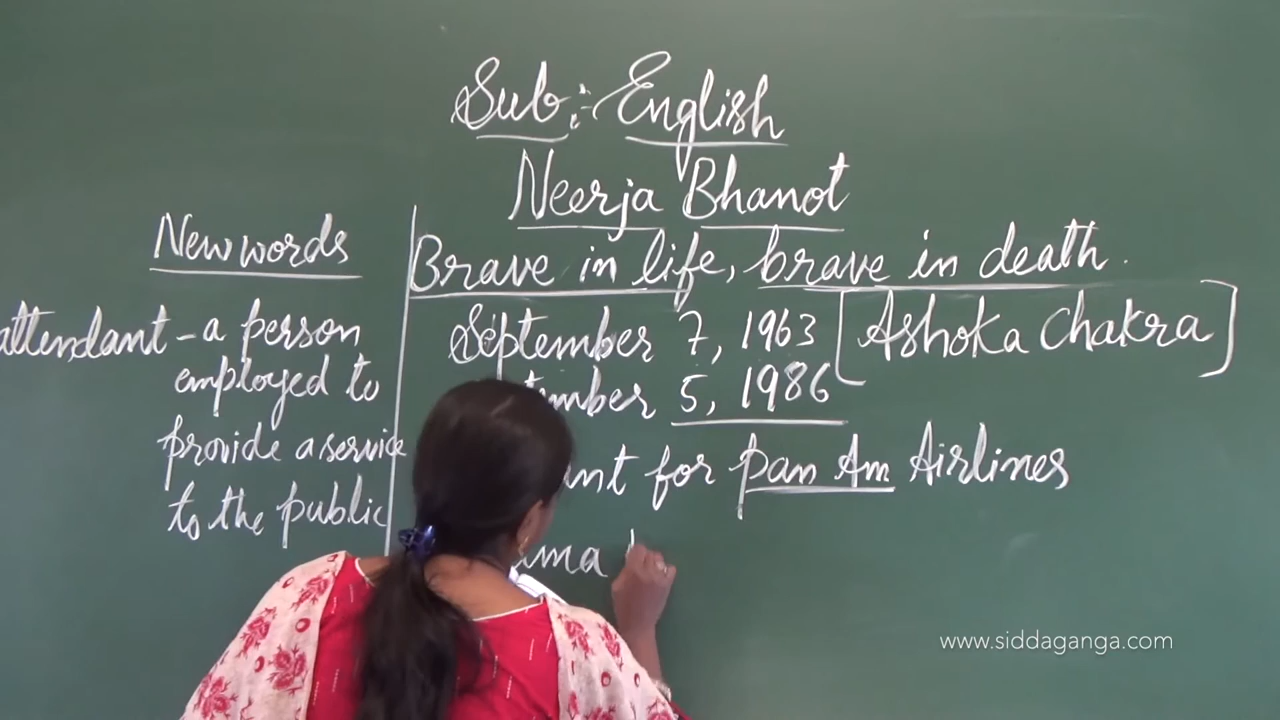 Sub:- English
Neerja Bhanot
New words
attendant - a person
employed to
provide a service
to the public
Brave in life, brave in death.
September 7, 1963 [Ashoka Chakra]
5, 1986
for pan Am Airlines
www.siddaganga.com